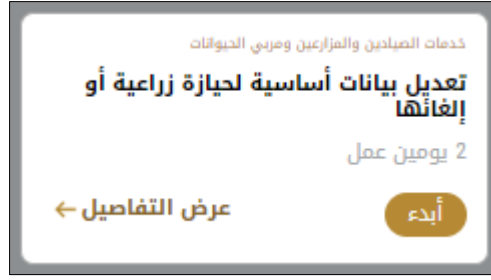 خدمات الصيادين والمزارعين ومربي الحيوانات
تعديل بيانات أساسية لحيازة زراعية أو
إلغائها
2 يومين عمل
أبدء
عرض التفاصيل ←